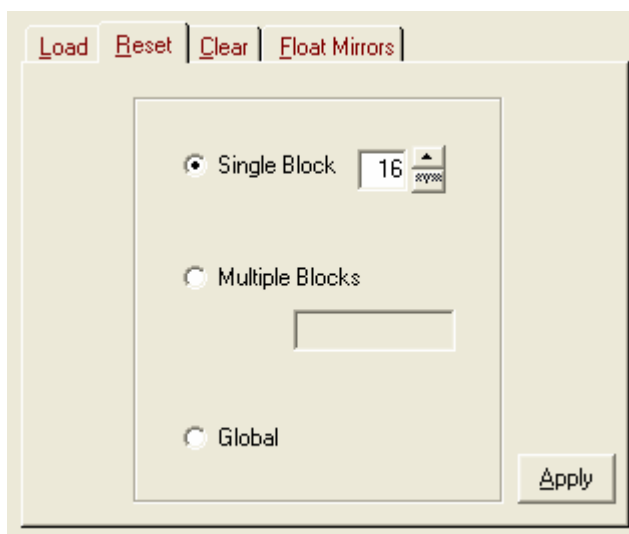 Load Reset Clear Float Mirrors
Single Block 16
Multiple Blocks
Global
Apply